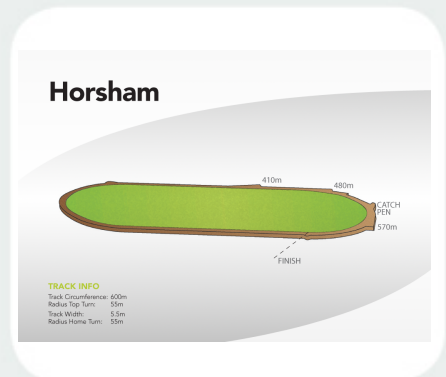 Horsham
410m
480m
CATCH
PEN
570m
FINISH
TRACK INFO
Track Circumference: 600m
Radius Top Turn: 55m
Track Width: 5.5m
Radius Home Turn: 55m